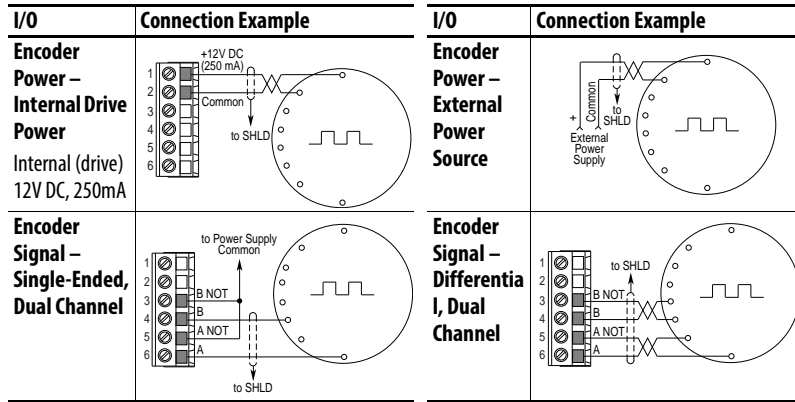 I/O
Connection Example
Encoder
Power –
Internal Drive
Power
Internal (drive)
12V DC, 250mA
+12V DC
(250 mA)
Common
to SHLD
1
2
3
4
5
6
I/O
Connection Example
Encoder
Power –
External
Power
Source
+
Common
to
SHLD
External
Power
Supply
Encoder
Signal –
Single-Ended,
Dual Channel
to Power Supply
Common
1
2
3
4
5
6
B NOT
B
A NOT
A
to SHLD
Encoder
Signal –
Differentia
l, Dual
Channel
to SHLD
1
2
3
4
5
6
B NOT
B
A NOT
A